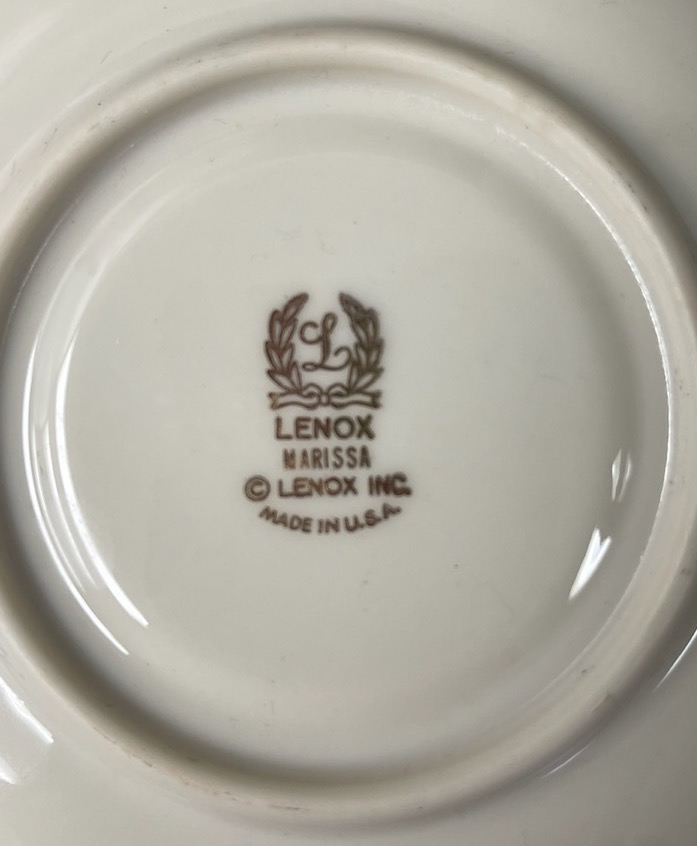 L
LENOX
MARISSA
© LENOX INC.
MADE IN U.S.A.